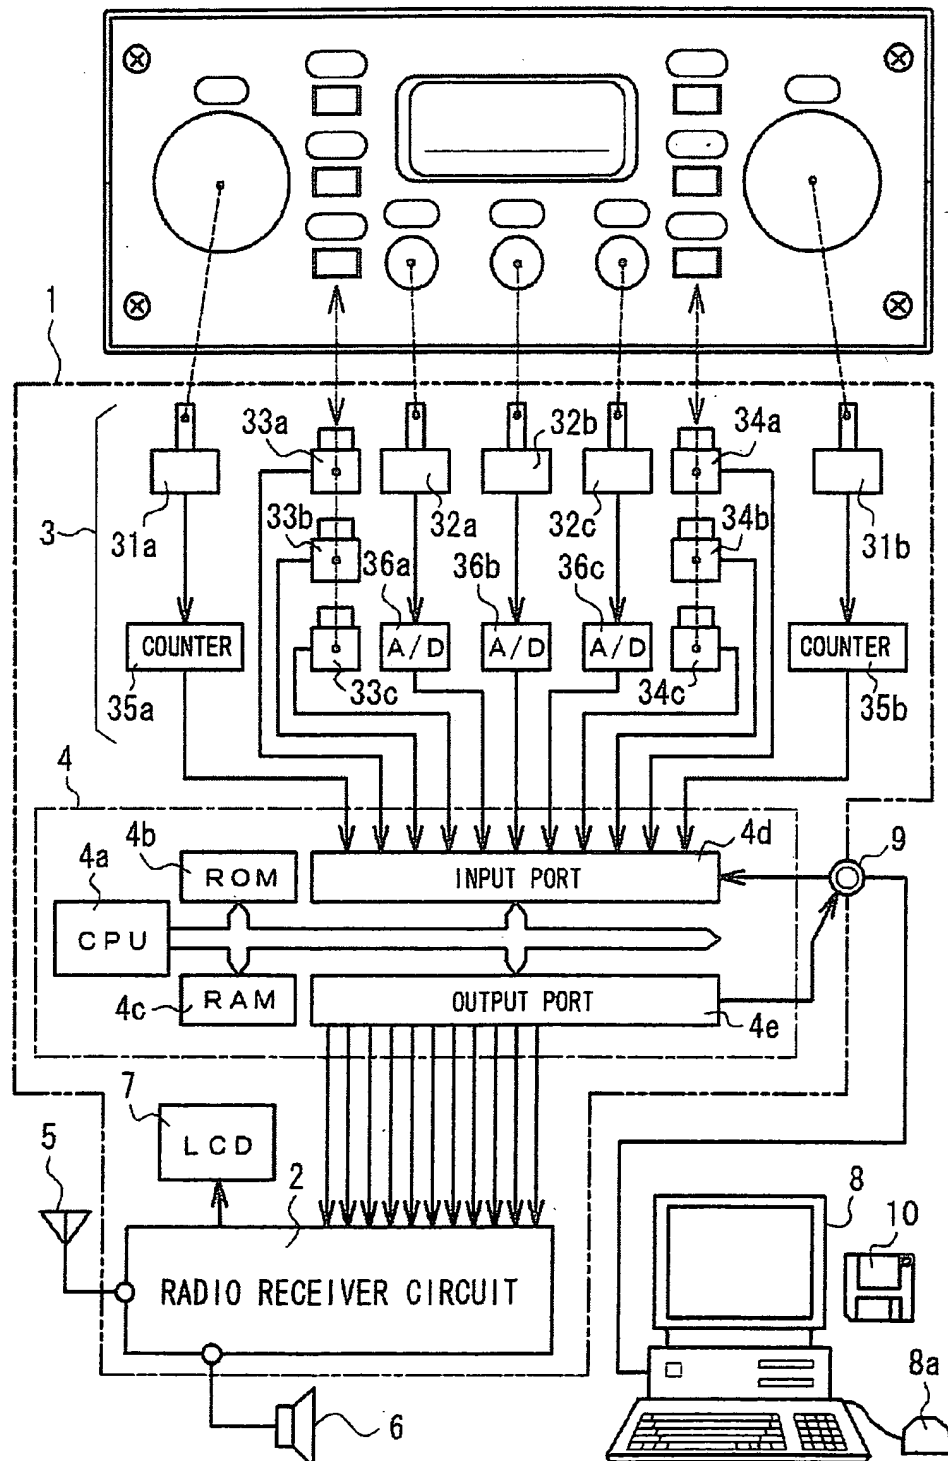 1
33a
32b
34a
3
31a
33b
32a
32c
34b
31b
36a
36b
36c
COUNTER
A/D
A/D
A/D
COUNTER
35a
33c
34c
35b
4
4b
4d
9
4a
ROM
INPUT PORT
CPU
4c
RAM
OUTPUT PORT
4e
7
LCD
5
2
8
10
RADIO RECEIVER CIRCUIT
8a
6